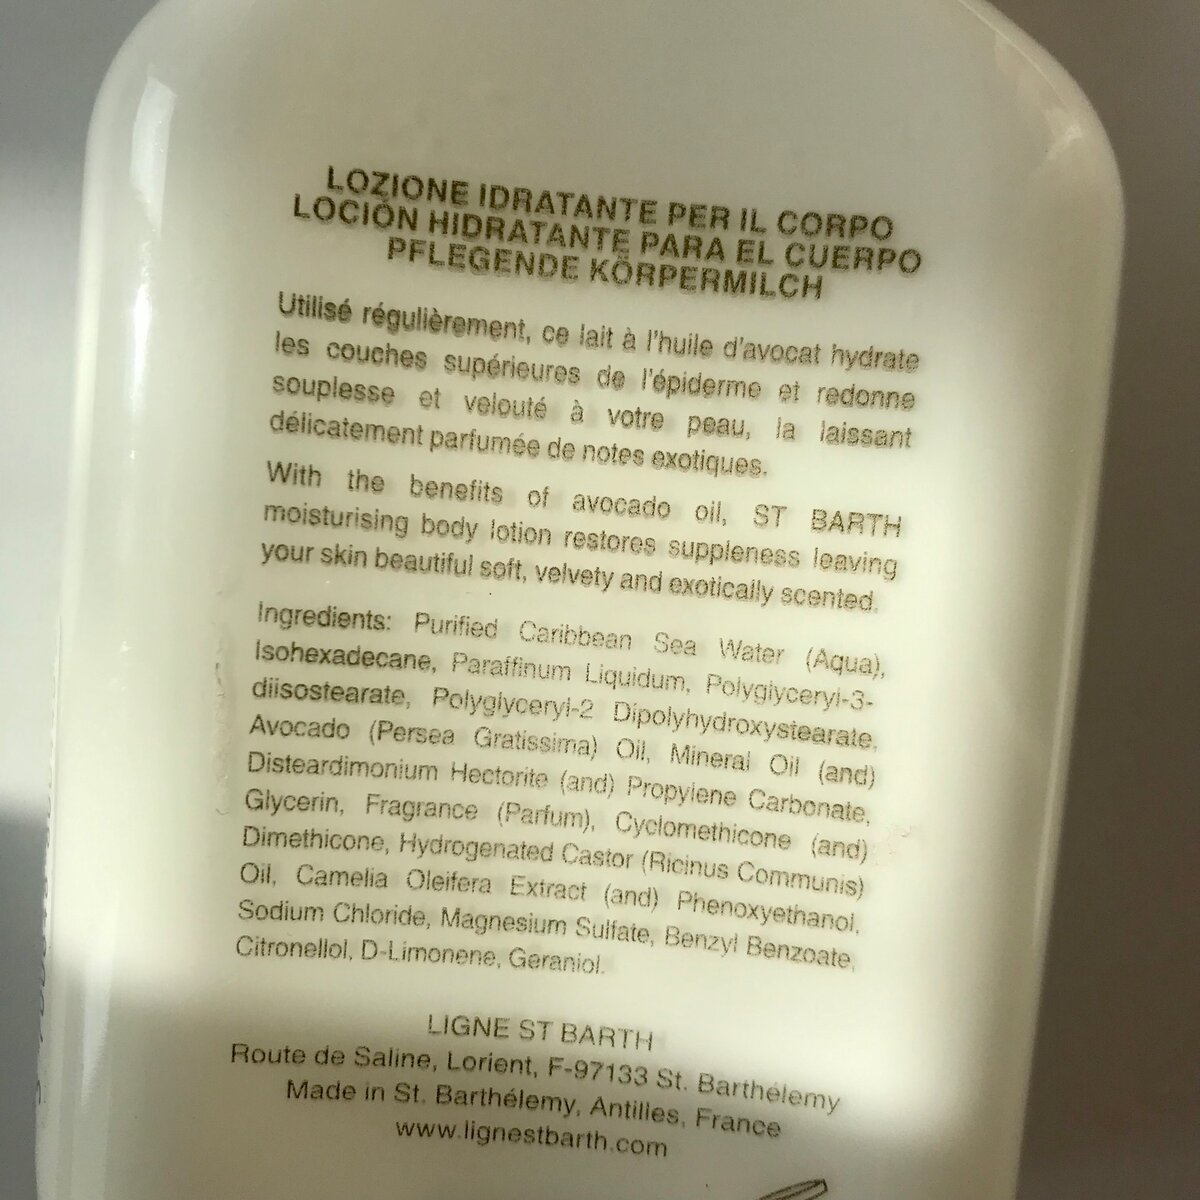 LOZIONE IDRATANTE PER IL CORPO
LOCIÓN HIDRATANTE PARA EL CUERPO
PFLEGENDE KÖRPERMILCH
Utilisé régulièrement, ce lait à l'huile d'avocat hydrate
les couches supérieures de l'épiderme et redonne
souplesse et velouté à votre peau, la laissant
délicatement parfumée de notes exotiques.
With the benefits of avocado oil, ST BARTH
moisturising body lotion restores suppleness leaving
your skin beautiful soft, velvety and exotically scented.
Ingredients: Purified Caribbean Sea Water (Aqua),
Isohexadecane, Paraffinum Liquidum, Polyglyceryl-3-
diisostearate, Polyglyceryl-2 Dipolyhydroxystearate,
Avocado (Persea Gratissima) Oil, Mineral Oil (and)
Disteardimonium Hectorite (and) Propylene Carbonate,
Glycerin, Fragrance (Parfum), Cyclomethicone (and)
Dimethicone, Hydrogenated Castor (Ricinus Communis)
Oil, Camelia Oleifera Extract (and) Phenoxyethanol,
Sodium Chloride, Magnesium Sulfate, Benzyl Benzoate,
Citronellol, D-Limonene, Geraniol.
LIGNE ST BARTH
Route de Saline, Lorient, F-97133 St. Barthélemy
Made in St. Barthélemy, Antilles, France
www.lignestbarth.com